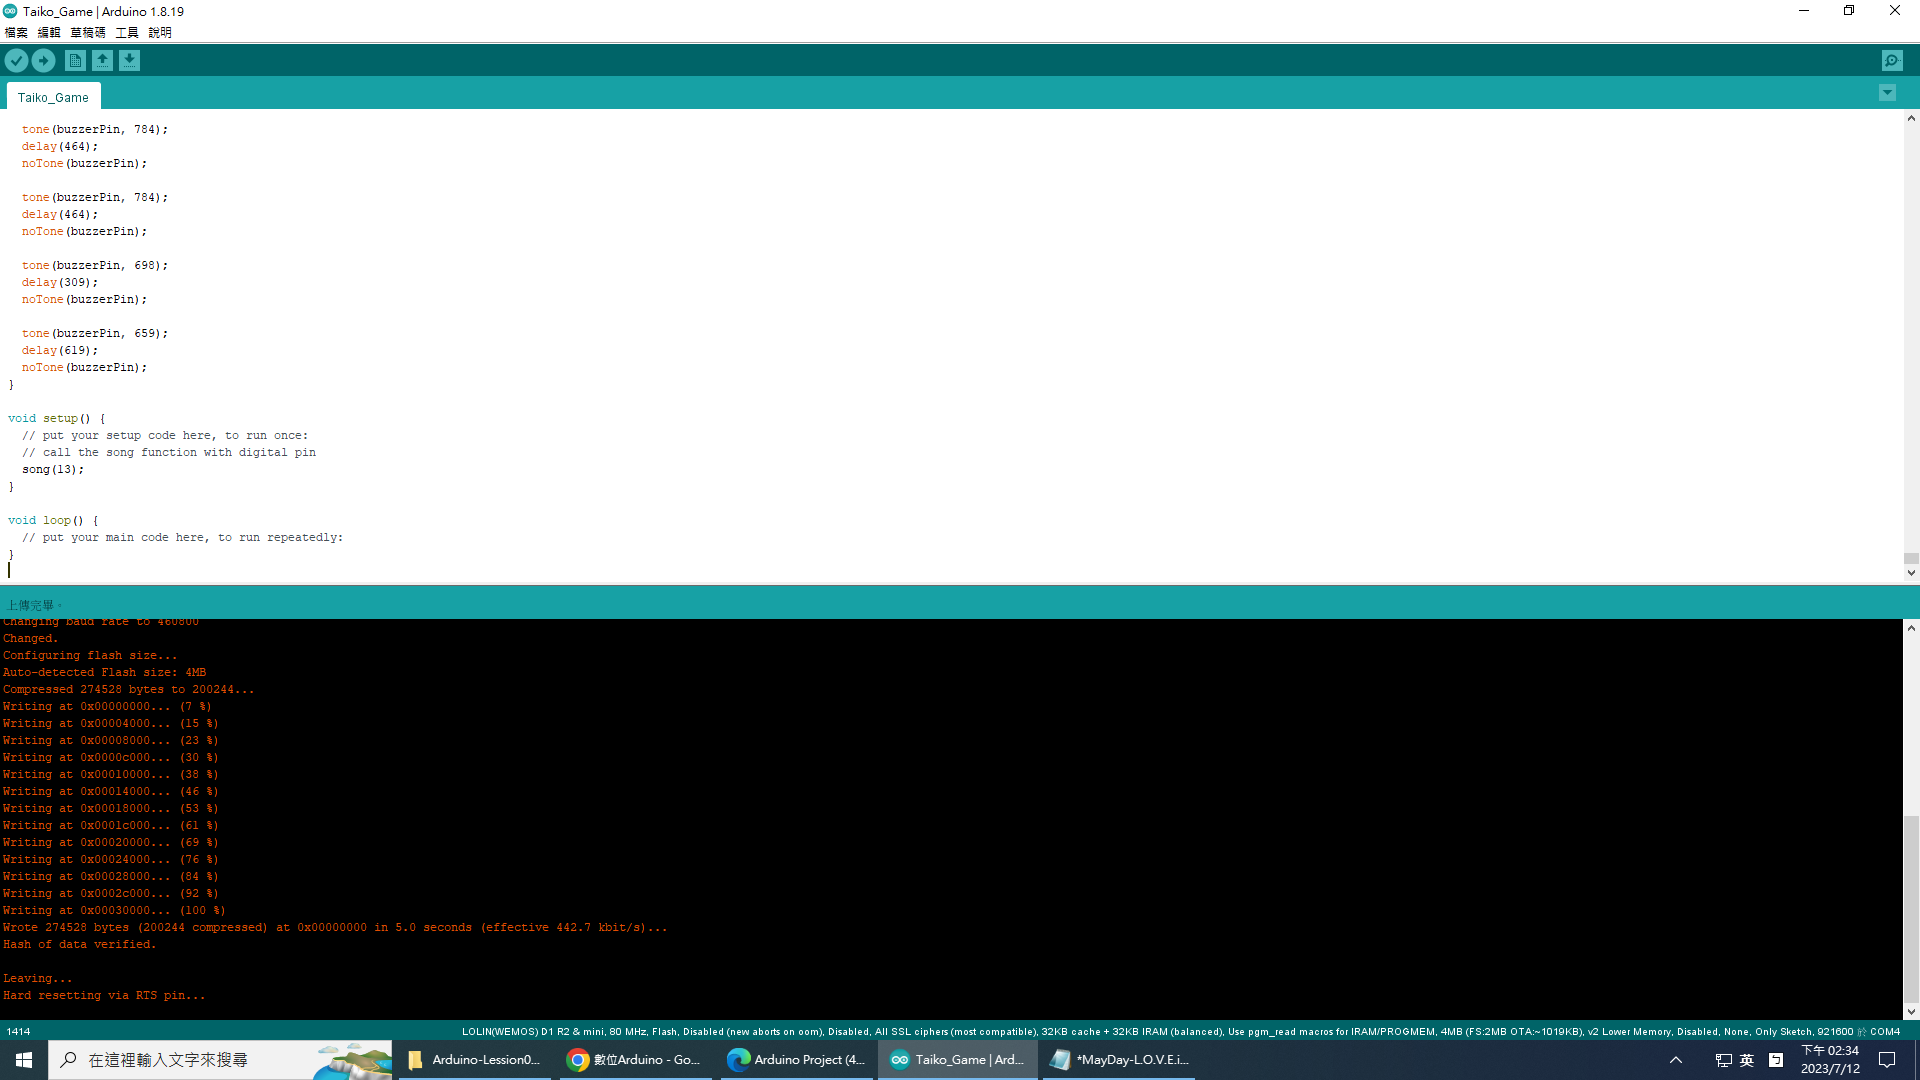 Taiko_Game | Arduino 1.8.19
檔案 編輯 草稿碼 工具 說明
Taiko_Game
tone(buzzerPin, 784);
delay(464);
noTone(buzzerPin);
tone(buzzerPin, 784);
delay(464);
noTone(buzzerPin);
tone(buzzerPin, 698);
delay(309);
noTone(buzzerPin);
tone(buzzerPin, 659);
delay(619);
noTone(buzzerPin);
}
void setup() {
// put your setup code here, to run once:
// call the song function with digital pin
song(13);
}
void loop() {
// put your main code here, to run repeatedly:
}
上傳完畢。
Changing baud rate to 460800
Changed.
Configuring flash size...
Auto-detected Flash size: 4MB
Compressed 274528 bytes to 200244...
Writing at 0x00000000... (7 %)
Writing at 0x00004000... (15 %)
Writing at 0x00008000... (23 %)
Writing at 0x0000c000... (30 %)
Writing at 0x00010000... (38 %)
Writing at 0x00014000... (46 %)
Writing at 0x00018000... (53 %)
Writing at 0x0001c000... (61 %)
Writing at 0x00020000... (69 %)
Writing at 0x00024000... (76 %)
Writing at 0x00028000... (84 %)
Writing at 0x0002c000... (92 %)
Writing at 0x00030000... (100 %)
Wrote 274528 bytes (200244 compressed) at 0x00000000 in 5.0 seconds (effective 442.7 kbit/s)...
Hash of data verified.
Leaving...
Hard resetting via RTS pin...
1414 LOLIN(WEMOS) D1 R2 & mini, 80 MHz, Flash, Disabled (new aborts on oom), Disabled, All SSL ciphers (most compatible), 32KB cache + 32KB IRAM (balanced), Use pgm_read macros for IRAM/PROGMEM, 4MB (FS:2MB OTA:~1019KB), v2 Lower Memory, Disabled, None, Only Sketch, 921600 於 COM4
在這裡輸入文字來搜尋 Arduino-Lession0... 數位Arduino - Go... Arduino Project (4... Taiko_Game | Ard... *MayDay-L.O.V.E.i... 英 ㄅ 下午 02:34
2023/7/12